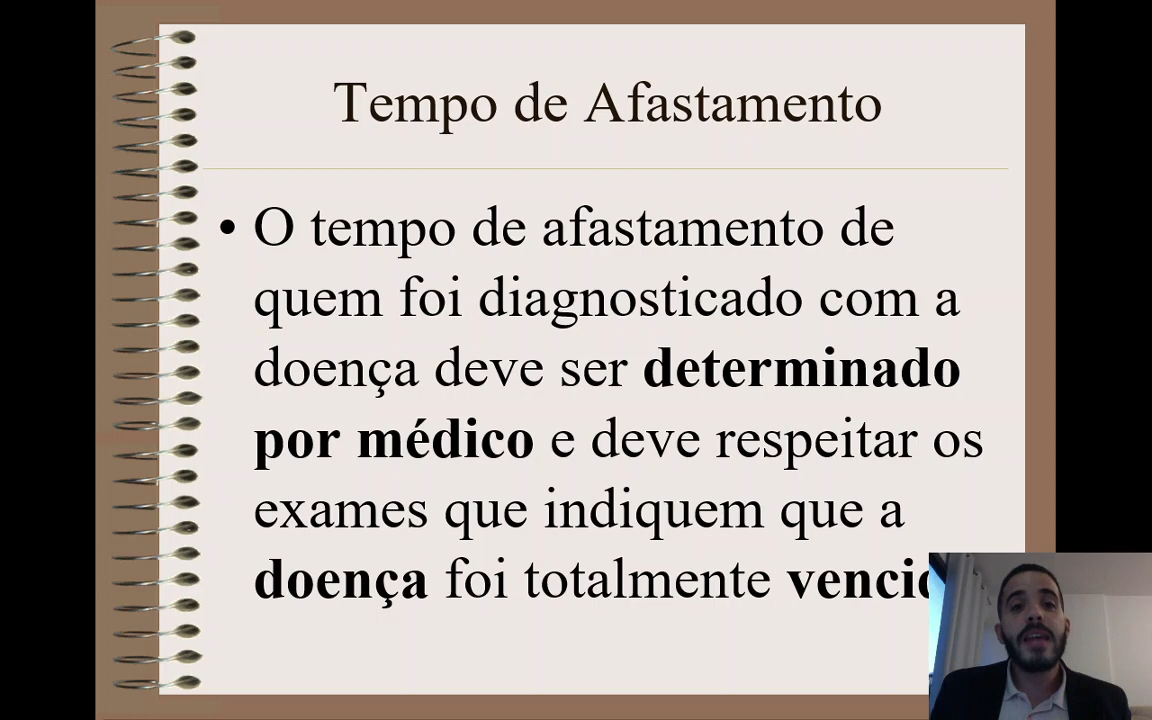 Tempo de Afastamento
• O tempo de afastamento de
quem foi diagnosticado com a
doença deve ser determinado
por médico e deve respeitar os
exames que indiquem que a
doença foi totalmente